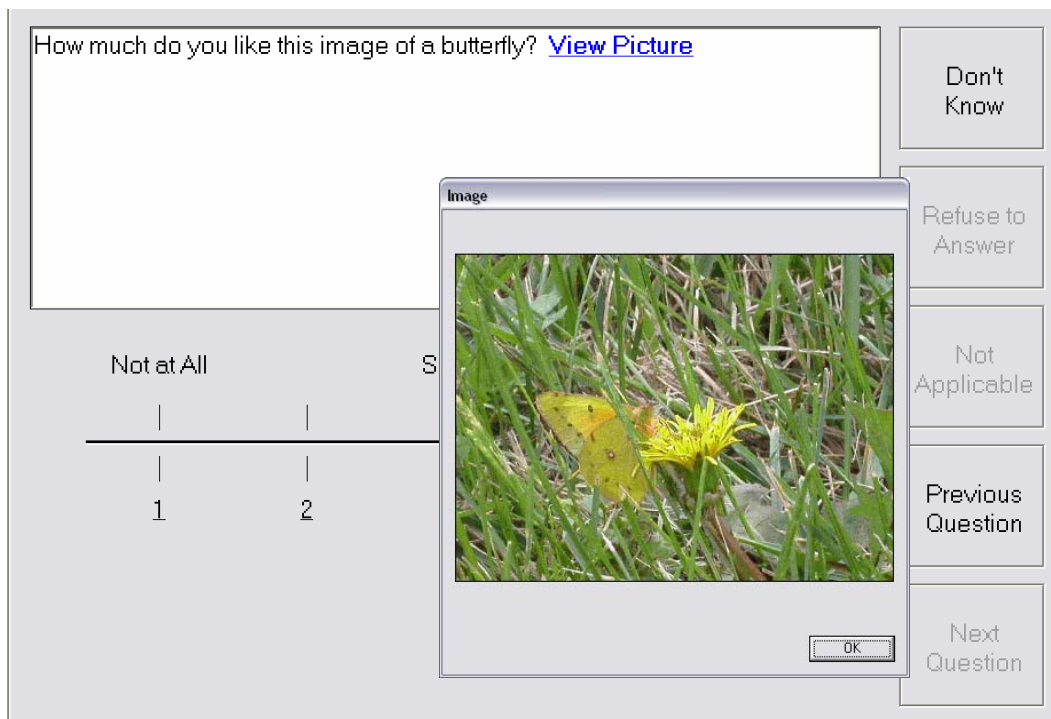 How much do you like this image of a butterfly? View Picture
Don't
Know
Image
Refuse to
Answer
Not at All
S
Not
Applicable
1
2
Previous
Question
OK
Next
Question